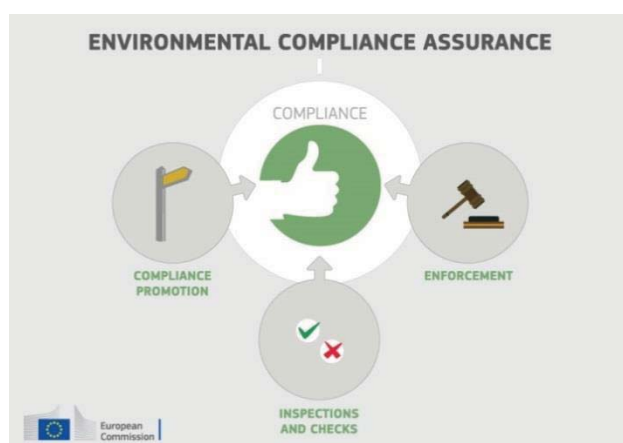 ENVIRONMENTAL COMPLIANCE ASSURANCE
COMPLIANCE
COMPLIANCE
PROMOTION
ENFORCEMENT
INSPECTIONS
AND CHECKS
European
Commission